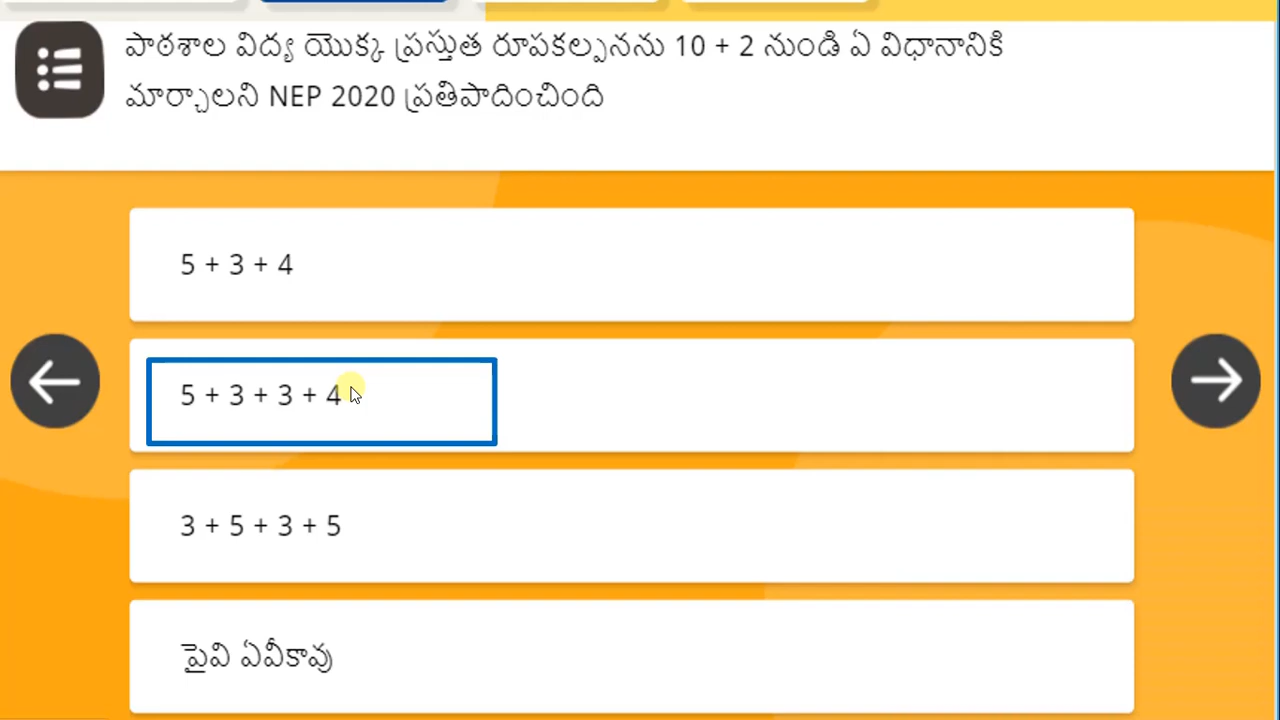 పాఠశాల విద్య యొక్క ప్రస్తుత రూపకల్పనను 10 + 2 నుండి ఏ విధానానికి
మార్చాలని NEP 2020 ప్రతిపాదించింది
5 + 3 + 4
5 + 3 + 3 + 4
3 + 5 + 3 + 5
పైవి ఏవీకావు